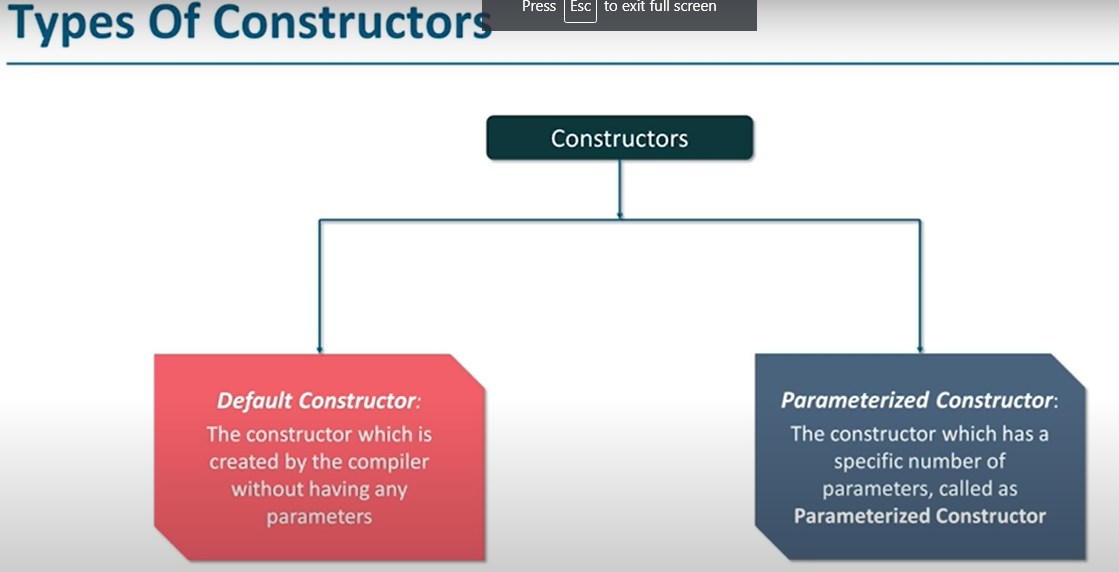 Press Esc to exit full screen
Types Of Constructors
Constructors
Default Constructor:
The constructor which is
created by the compiler
without having any
parameters
Parameterized Constructor:
The constructor which has a
specific number of
parameters, called as
Parameterized Constructor